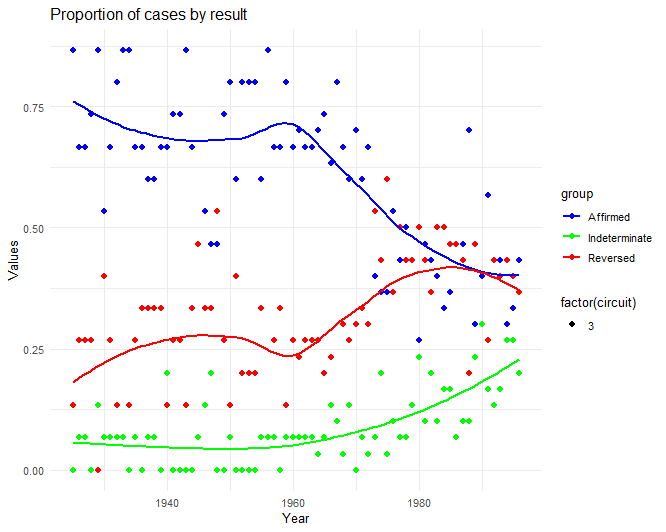 Proportion of cases by result
0.75
0.50
0.25
0.00
Values
1940
1960
1980
Year
group
Affirmed
Indeterminate
Reversed
factor(circuit)
3